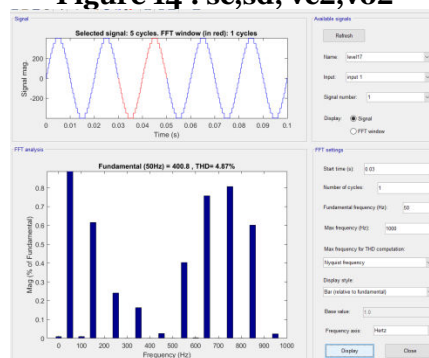 Figure 14 : sc,sd, vc2,vo2
Signal
Selected signal: 5 cycles. FFT window (in red): 1 cycles
Signal mag.
400
200
0
-200
0 0.01 0.02 0.03 0.04 0.05 0.06 0.07 0.08 0.09 0.1
Time (s)
Available signals
Refresh
Name: level17
Input: input 1
Signal number: 1
Display: Signal
FFT window
FFT analysis
Fundamental (50Hz) = 400.8 , THD= 4.87%
Mag (% of Fundamental)
0.8
0.7
0.6
0.5
0.4
0.3
0.2
0.1
0
0 100 200 300 400 500 600 700 800 900 1000
Frequency (Hz)
FFT settings
Start time (s): 0.03
Number of cycles: 1
Fundamental frequency (Hz): 50
Max frequency (Hz): 1000
Max frequency for THD computation:
Nyquist frequency
Display style:
Bar (relative to fundamental)
Base value: 1.0
Frequency axis: Hertz
Display Close